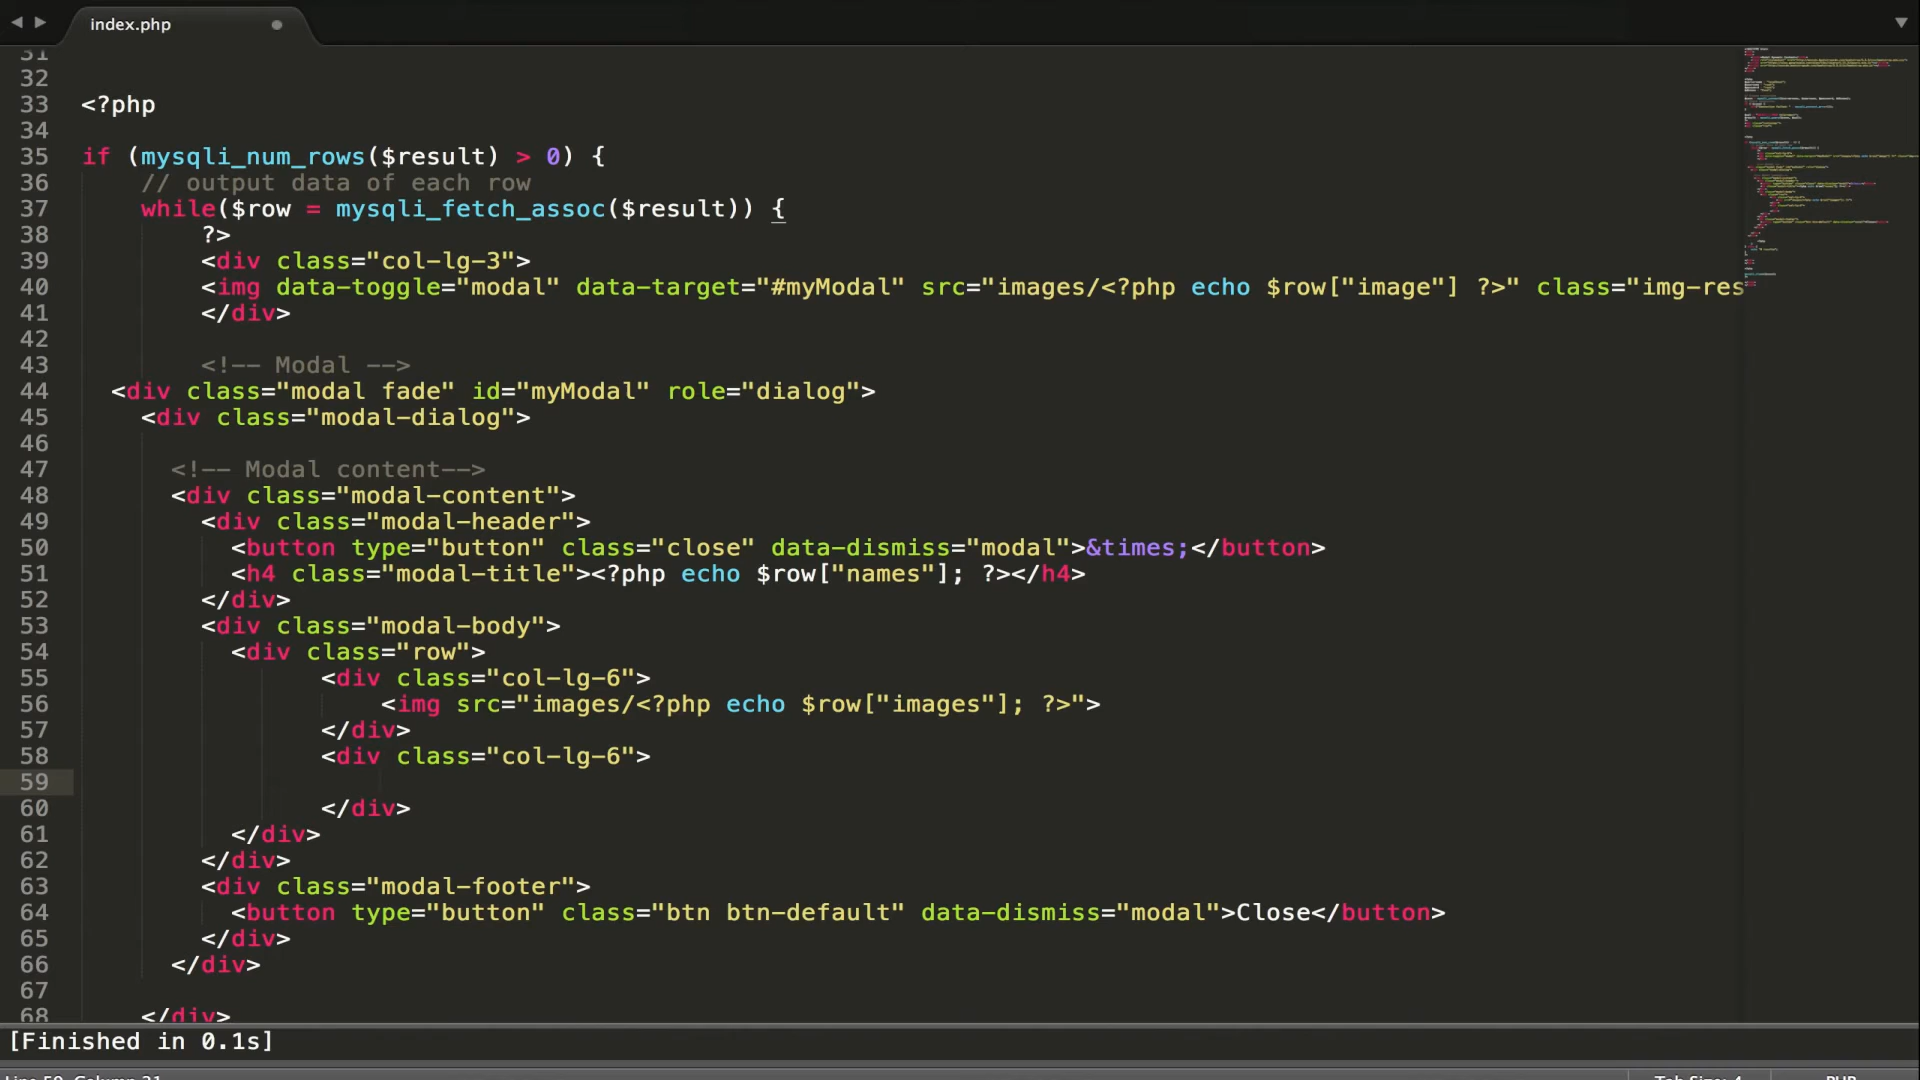 index.php
31
32
33 <?php
34
35 if (mysqli_num_rows($result) > 0) {
36 // output data of each row
37 while($row = mysqli_fetch_assoc($result)) {
38 ?>
39 <div class="col-lg-3">
40 <img data-toggle="modal" data-target="#myModal" src="images/<?php echo $row["image"] ?>" class="img-res
41 </div>
42
43 <!-- Modal -->
44 <div class="modal fade" id="myModal" role="dialog">
45 <div class="modal-dialog">
46
47 <!-- Modal content-->
48 <div class="modal-content">
49 <div class="modal-header">
50 <button type="button" class="close" data-dismiss="modal">&times;</button>
51 <h4 class="modal-title"><?php echo $row["names"]; ?></h4>
52 </div>
53 <div class="modal-body">
54 <div class="row">
55 <div class="col-lg-6">
56 <img src="images/<?php echo $row["images"]; ?>">
57 </div>
58 <div class="col-lg-6">
59
60 </div>
61 </div>
62 </div>
63 <div class="modal-footer">
64 <button type="button" class="btn btn-default" data-dismiss="modal">Close</button>
65 </div>
66 </div>
67
68 </div>
[Finished in 0.1s]